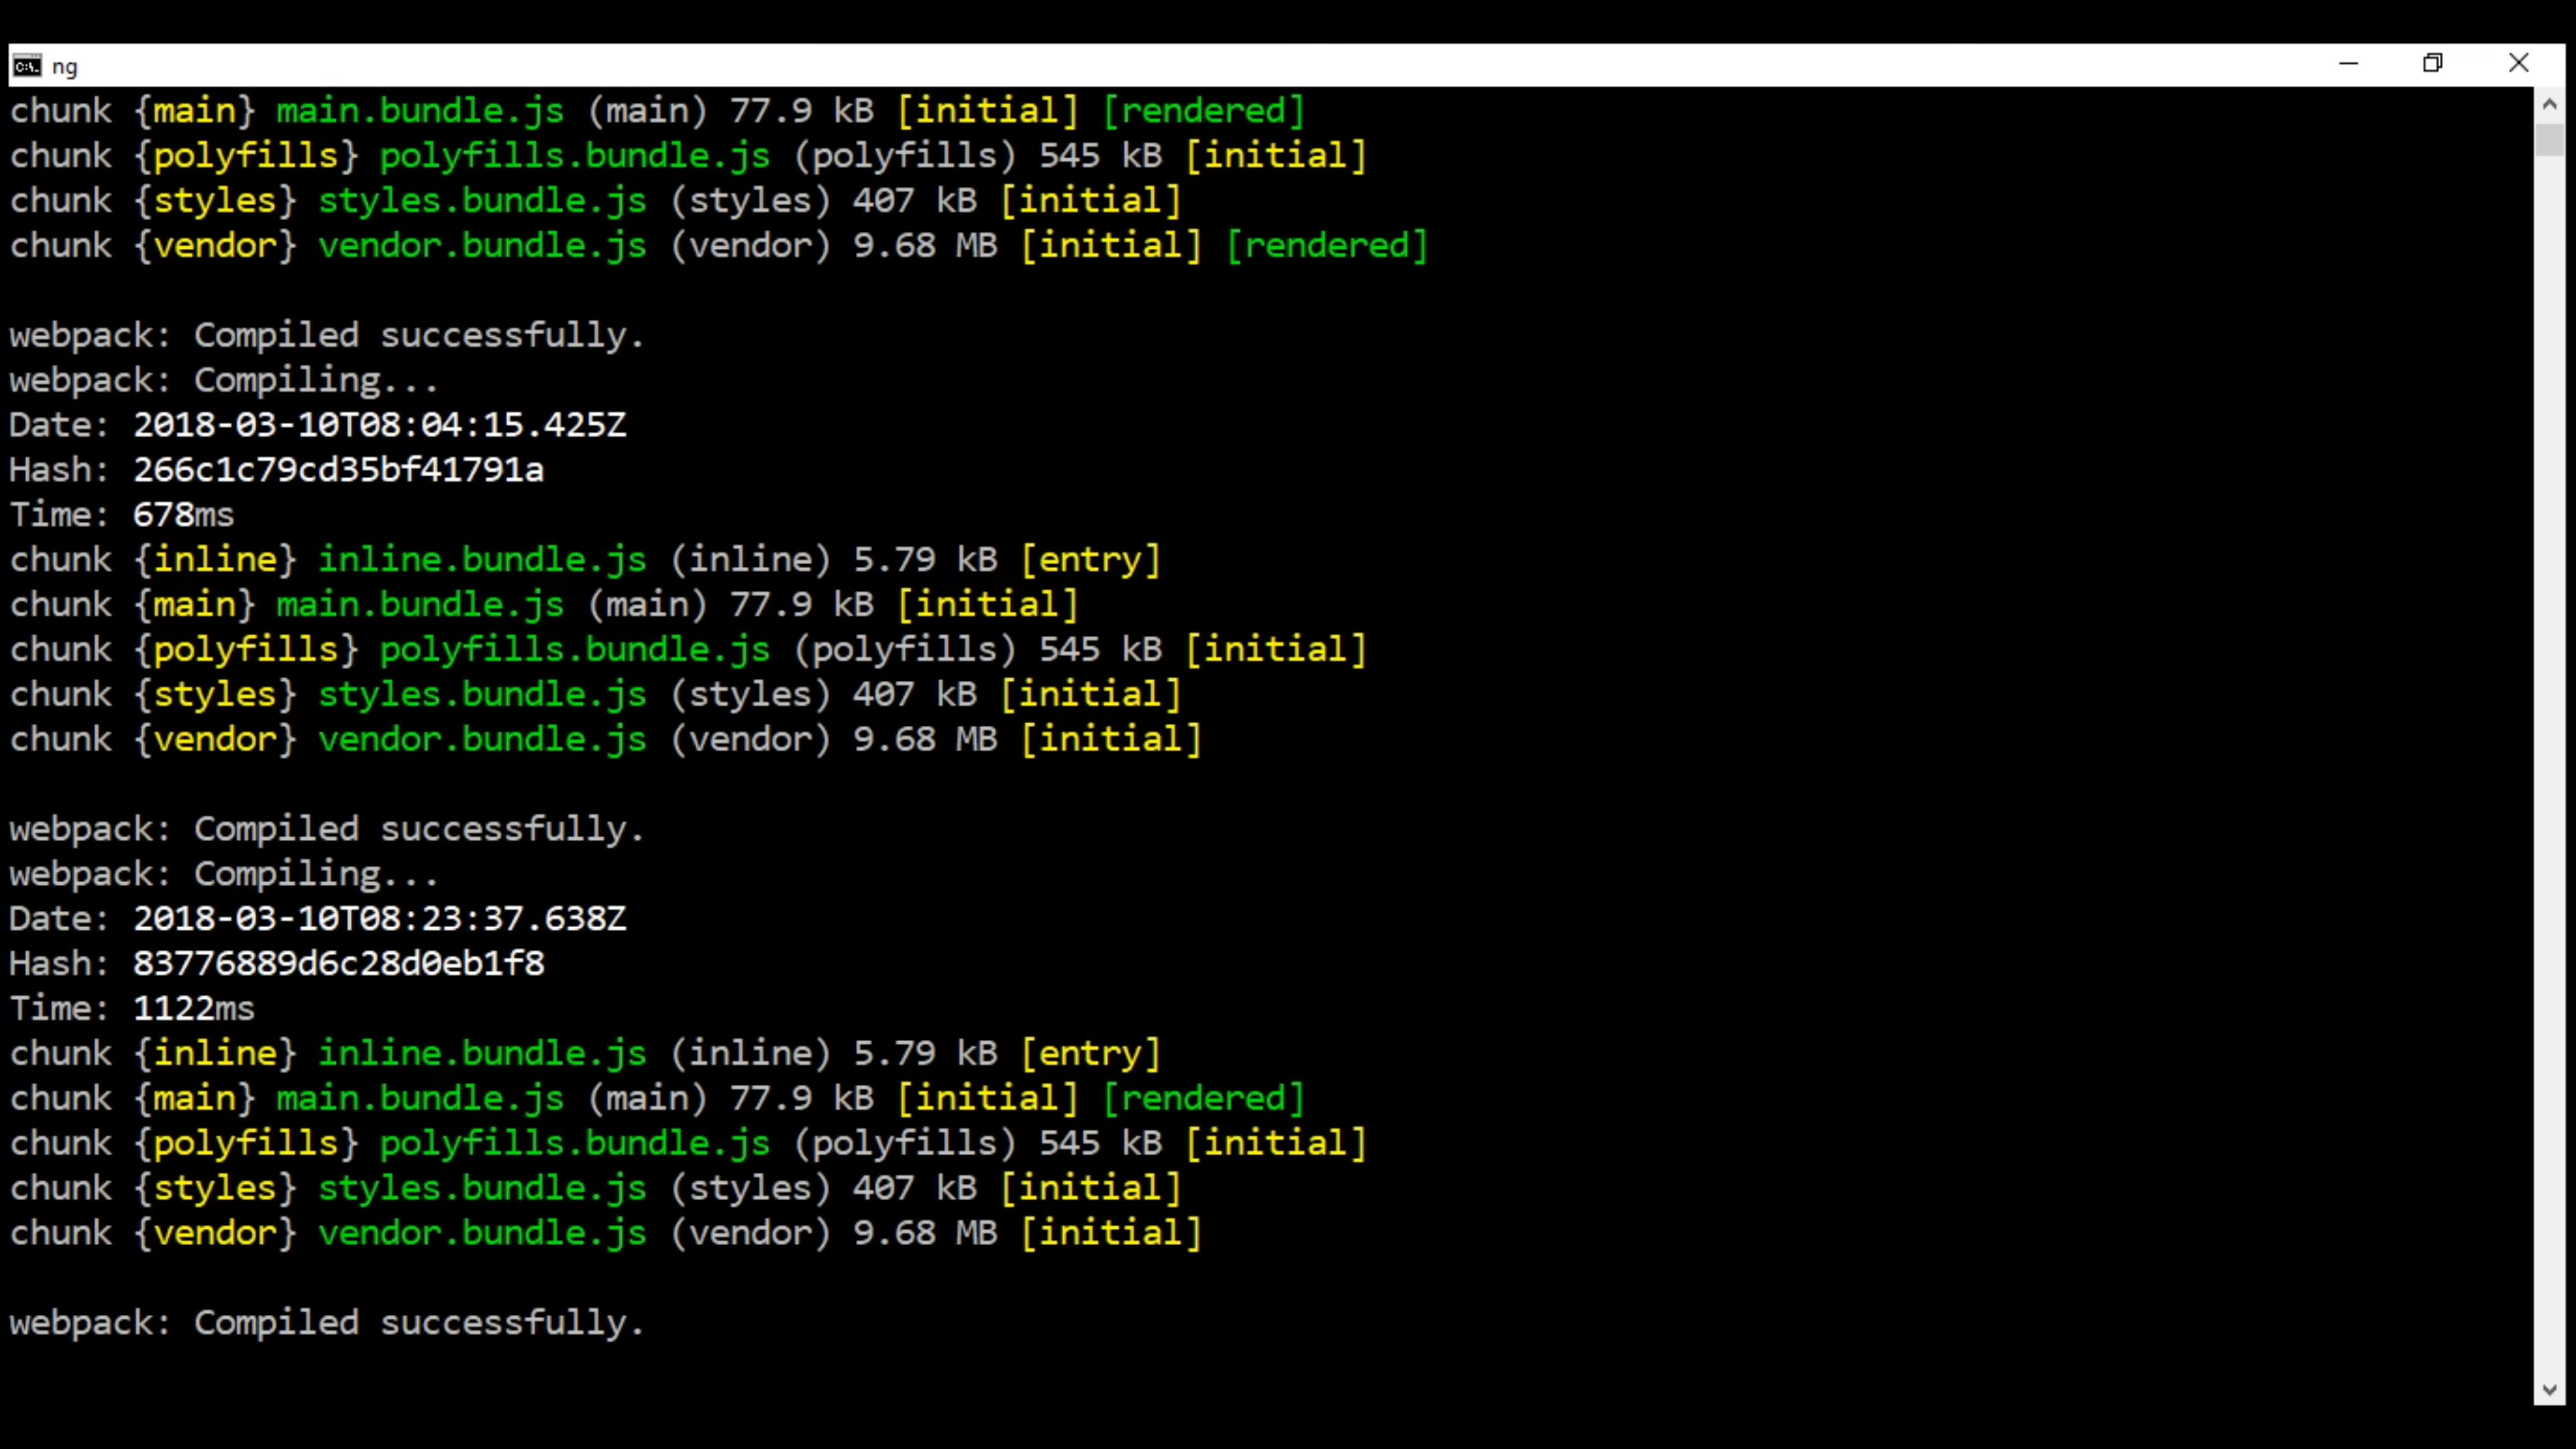 ng
chunk {main} main.bundle.js (main) 77.9 kB [initial] [rendered]
chunk {polyfills} polyfills.bundle.js (polyfills) 545 kB [initial]
chunk {styles} styles.bundle.js (styles) 407 kB [initial]
chunk {vendor} vendor.bundle.js (vendor) 9.68 MB [initial] [rendered]
webpack: Compiled successfully.
webpack: Compiling...
Date: 2018-03-10T08:04:15.425Z
Hash: 266c1c79cd35bf41791a
Time: 678ms
chunk {inline} inline.bundle.js (inline) 5.79 kB [entry]
chunk {main} main.bundle.js (main) 77.9 kB [initial]
chunk {polyfills} polyfills.bundle.js (polyfills) 545 kB [initial]
chunk {styles} styles.bundle.js (styles) 407 kB [initial]
chunk {vendor} vendor.bundle.js (vendor) 9.68 MB [initial]
webpack: Compiled successfully.
webpack: Compiling...
Date: 2018-03-10T08:23:37.638Z
Hash: 83776889d6c28d0eb1f8
Time: 1122ms
chunk {inline} inline.bundle.js (inline) 5.79 kB [entry]
chunk {main} main.bundle.js (main) 77.9 kB [initial] [rendered]
chunk {polyfills} polyfills.bundle.js (polyfills) 545 kB [initial]
chunk {styles} styles.bundle.js (styles) 407 kB [initial]
chunk {vendor} vendor.bundle.js (vendor) 9.68 MB [initial]
webpack: Compiled successfully.